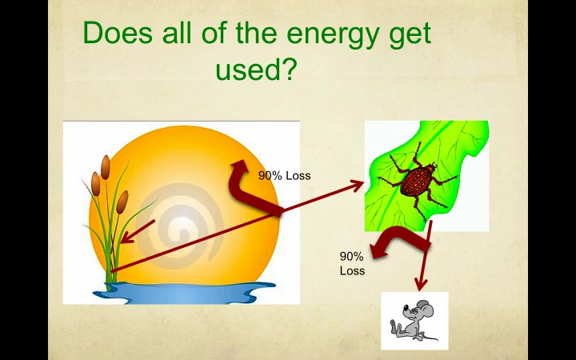 Does all of the energy get
used?
90% Loss
90%
Loss